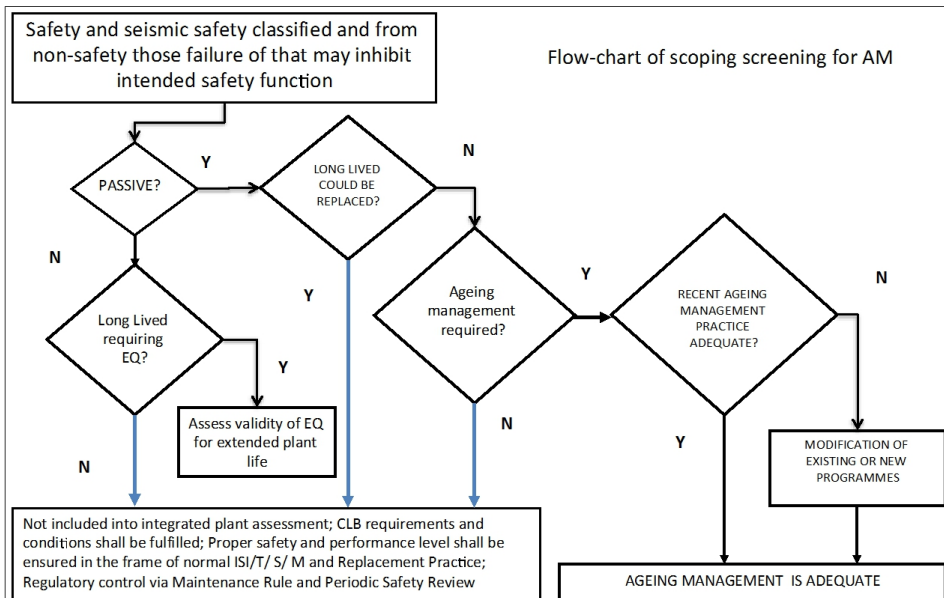 Safety and seismic safety classified and from
non-safety those failure of that may inhibit
intended safety function
Flow-chart of scoping screening for AM
PASSIVE?
Y
LONG LIVED
COULD BE
REPLACED?
N
N
Long Lived
requiring
EQ?
Y
Y
Ageing
management
required?
Y
RECENT AGEING
MANAGEMENT
PRACTICE
ADEQUATE?
N
Assess validity of EQ
for extended plant
life
N
N
Y
MODIFICATION OF
EXISTING OR NEW
PROGRAMMES
Not included into integrated plant assessment; CLB requirements and
conditions shall be fulfilled; Proper safety and performance level shall be
ensured in the frame of normal ISI/T/ S/ M and Replacement Practice;
Regulatory control via Maintenance Rule and Periodic Safety Review
AGEING MANAGEMENT IS ADEQUATE